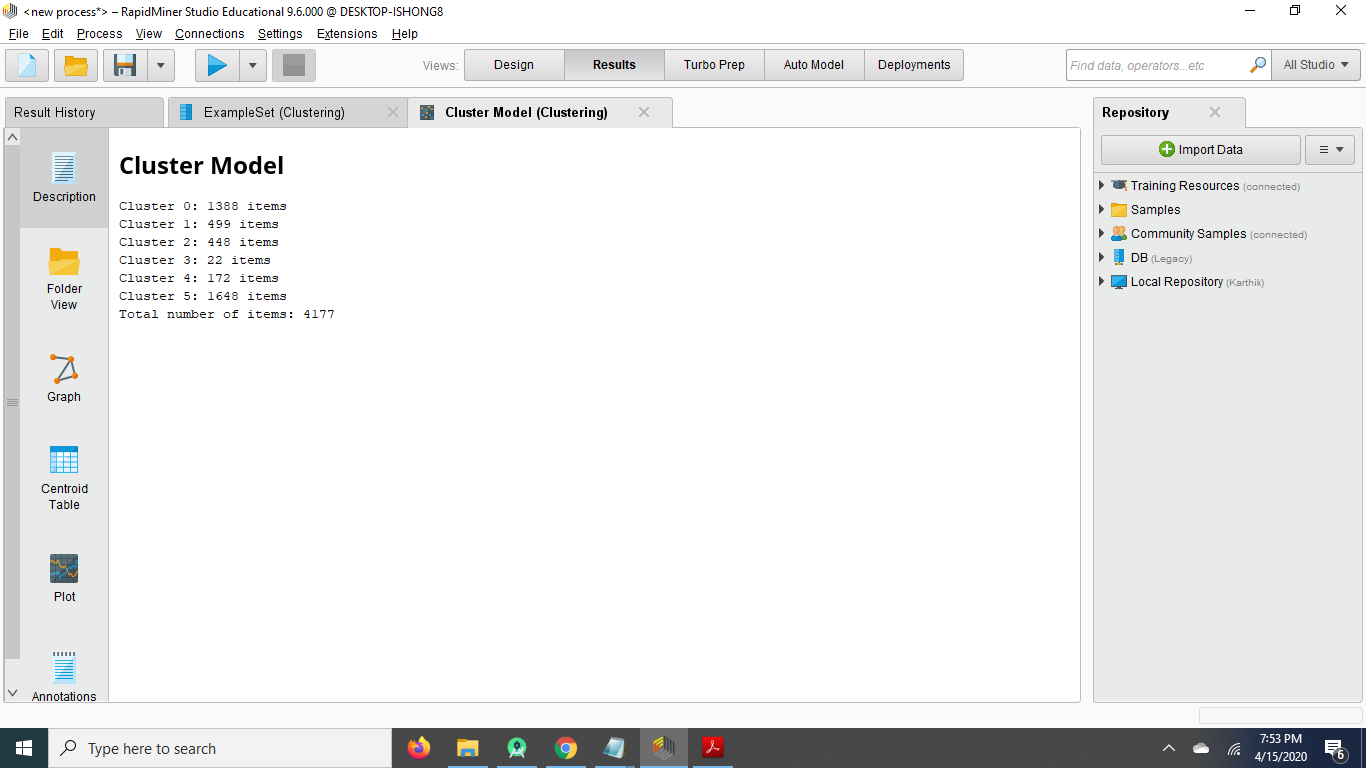 <new process*> – RapidMiner Studio Educational 9.6.000 @ DESKTOP-ISHONG8
File Edit Process View Connections Settings Extensions Help
Views: Design Results Turbo Prep Auto Model Deployments Find data, operators...etc All Studio
Result History ExampleSet (Clustering) Cluster Model (Clustering) Repository
Description
Folder
View
Graph
Centroid
Table
Plot
Annotations
Cluster Model
Cluster 0: 1388 items
Cluster 1: 499 items
Cluster 2: 448 items
Cluster 3: 22 items
Cluster 4: 172 items
Cluster 5: 1648 items
Total number of items: 4177
Import Data
Training Resources (connected)
Samples
Community Samples (connected)
DB (Legacy)
Local Repository (Karthik)
Type here to search
7:53 PM
4/15/2020
6